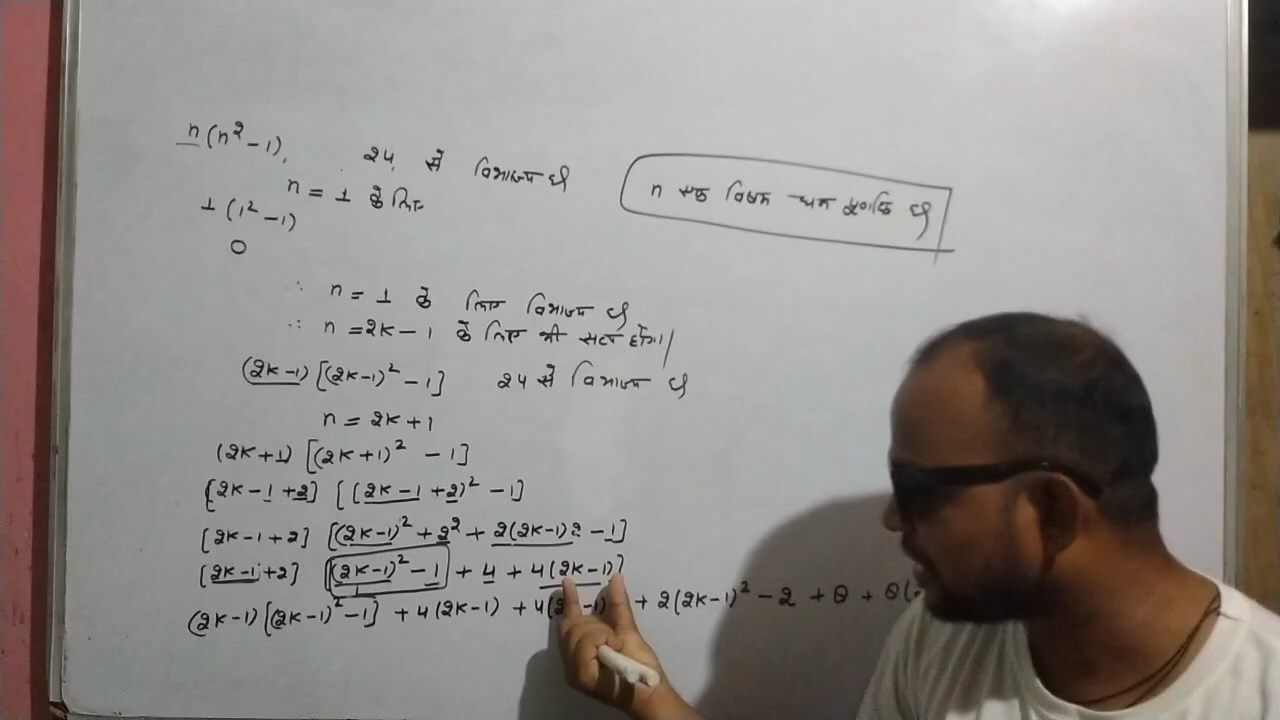 n(n²-1), 24 से विभाज्य है
n = 1 के लिए
1(1²-1)
0
n एक विषम धन पूर्णांक है
∴ n = 1 के लिए विभाज्य है
∴ n = 2k-1 के लिए भी सत्य होगा/
(2k-1)[(2k-1)²-1] 24 से विभाज्य है
n = 2k+1
(2k+1)[(2k+1)² -1]
[2k-1+2] [(2k-1+2)² -1]
[2k-1+2] [(2k-1)²+2²+2(2k-1)2-1]
[2k-1+2] [(2k-1)²-1 + 4 + 4(2k-1)]
(2k-1)[(2k-1)²-1] + 4(2k-1) + 4(2 -1) + 2(2k-1)² - 2 + 8 + 8(